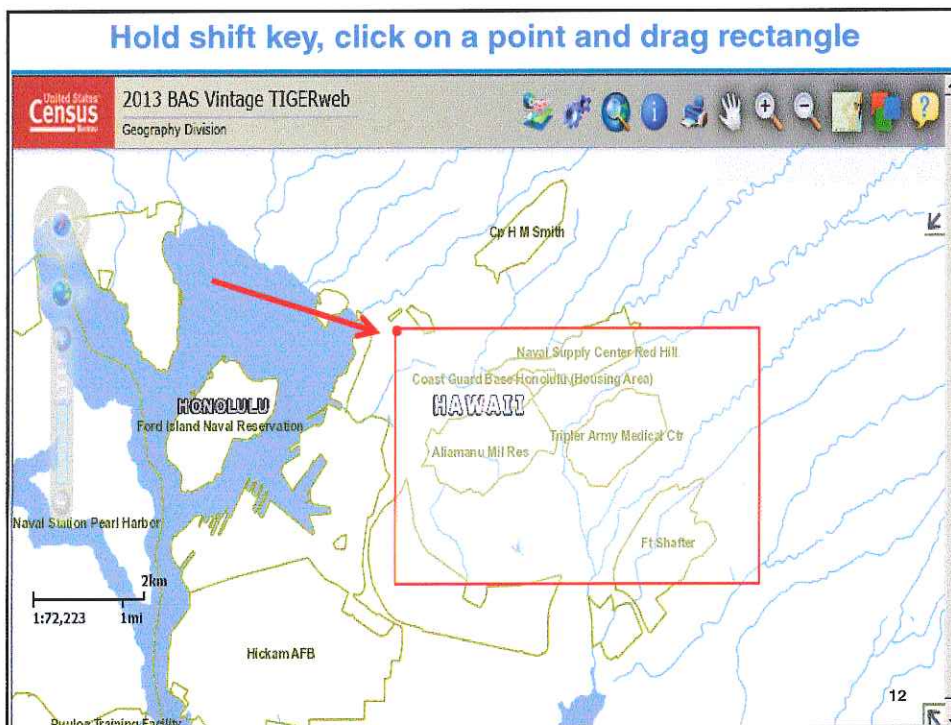 Hold shift key, click on a point and drag rectangle
United States
Census
Bureau
2013 BAS Vintage TIGERweb
Geography Division
Cp H M Smith
Naval Supply Center Red Hill
Coast Guard Base Honolulu (Housing Area)
HONOLULU
HAWAII
Ford Island Naval Reservation
Tripler Army Medical Ctr
Aliamanu Mil Res
Naval Station Pearl Harbor
Ft Shafter
2km
1:72,223
1mi
Hickam AFB
12
Puuloa Training Facility